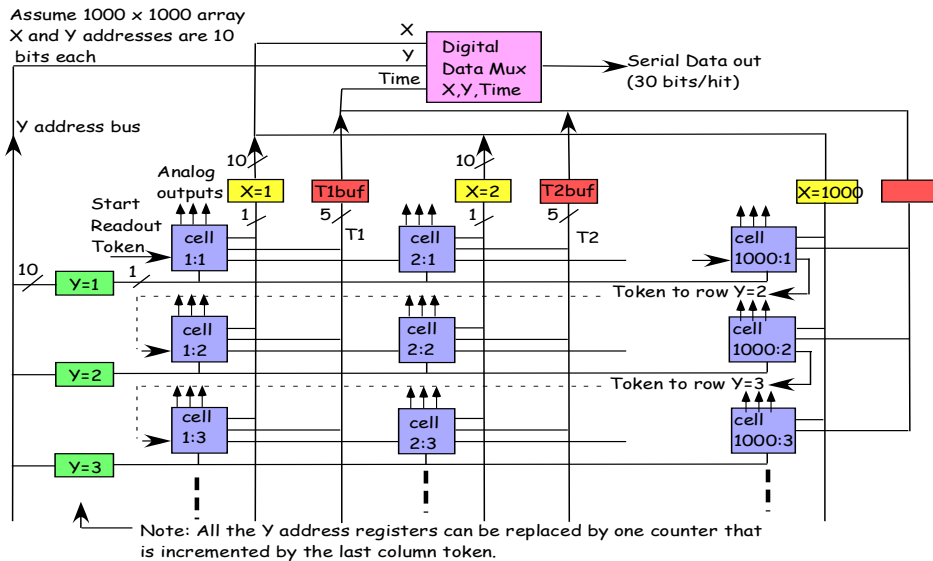 Assume 1000 x 1000 array
X and Y addresses are 10
bits each
X
Y
Time
Digital
Data Mux
X,Y,Time
Serial Data out
(30 bits/hit)
Y address bus
10
10
Analog
outputs
X=1
T1buf
X=2
T2buf
X=1000
1
5
1
5
T1
T2
Start
Readout
Token
cell
1:1
cell
2:1
cell
1000:1
10
Y=1
1
Token to row Y=2
cell
1:2
cell
2:2
cell
1000:2
Y=2
Token to row Y=3
cell
1:3
cell
2:3
cell
1000:3
Y=3
Note: All the Y address registers can be replaced by one counter that
is incremented by the last column token.